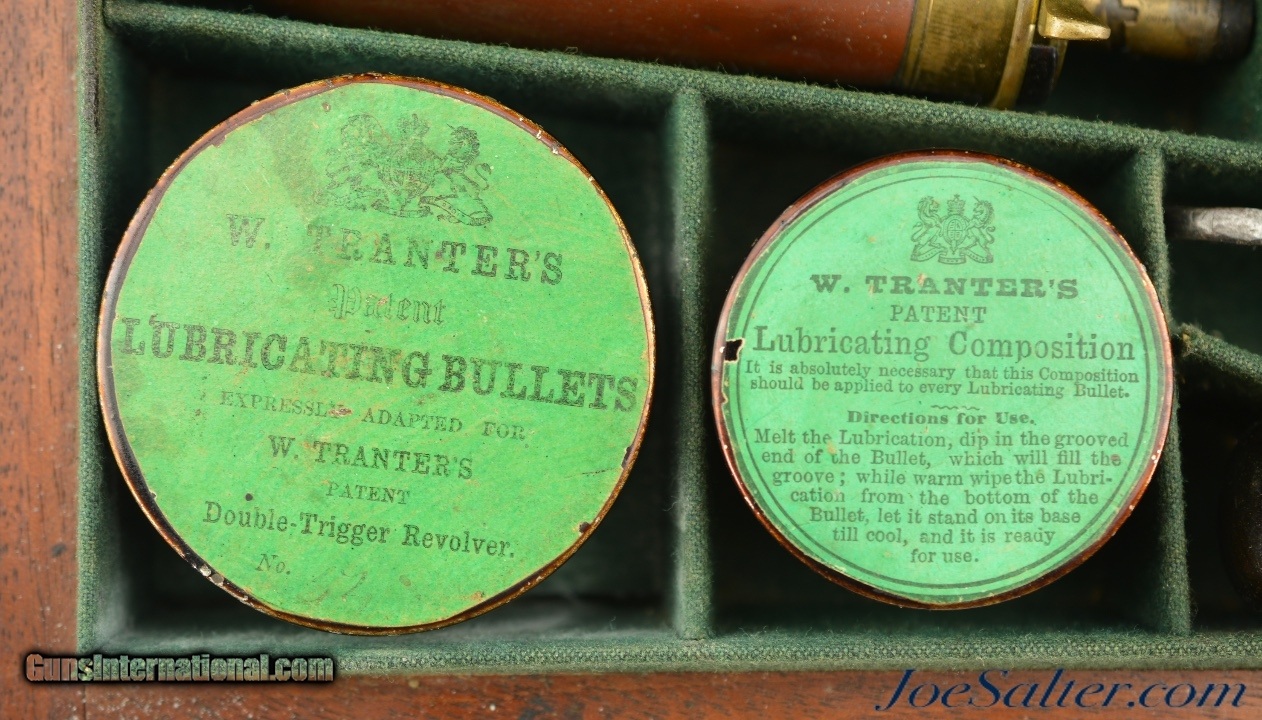 W. TRANTER'S
Patent
LUBRICATING BULLETS
EXPRESSLY ADAPTED FOR
W. TRANTER'S
PATENT
Double-Trigger Revolver.
No.
W. TRANTER'S
PATENT
Lubricating Composition
It is absolutely necessary that this Composition
should be applied to every Lubricating Bullet.
Directions for Use.
Melt the Lubrication, dip in the grooved
end of the Bullet, which will fill the
groove; while warm wipe the Lubri-
cation from the bottom of the
Bullet, let it stand on its base
till cool, and it is ready
for use.
GunsInternational.com
JoeSalter.com